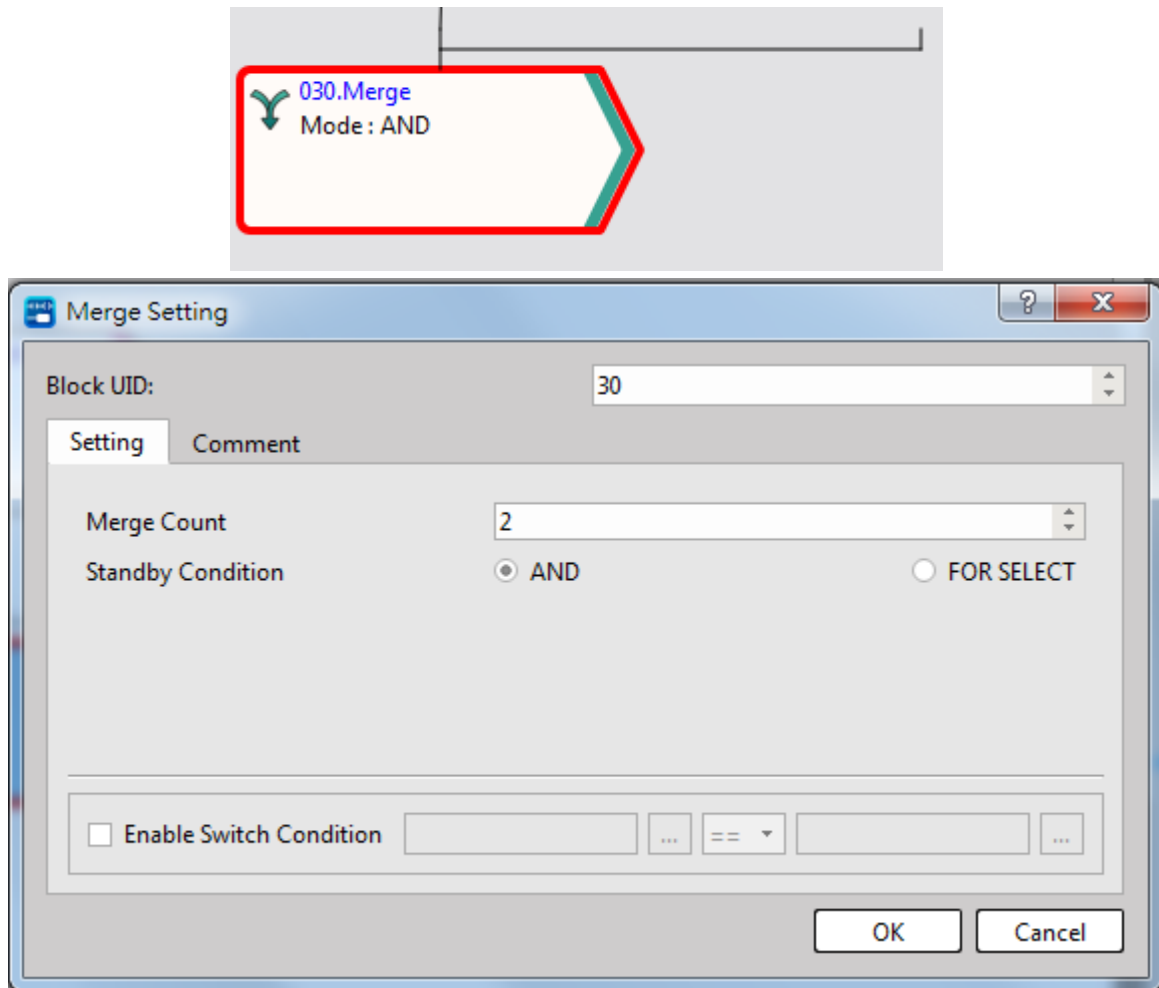 030.Merge
Mode : AND
Merge Setting
?
Block UID:
30
Setting
Comment
Merge Count
2
Standby Condition
AND
FOR SELECT
Enable Switch Condition
...
==
...
OK
Cancel